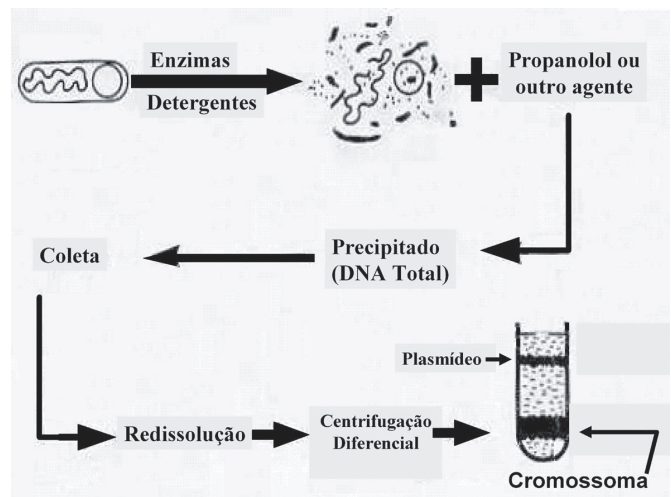 Enzimas
Detergentes
Propanolol ou
outro agente
Precipitado
(DNA Total)
Coleta
Redissolução
Centrifugação
Diferencial
Plasmídeo
Cromossoma